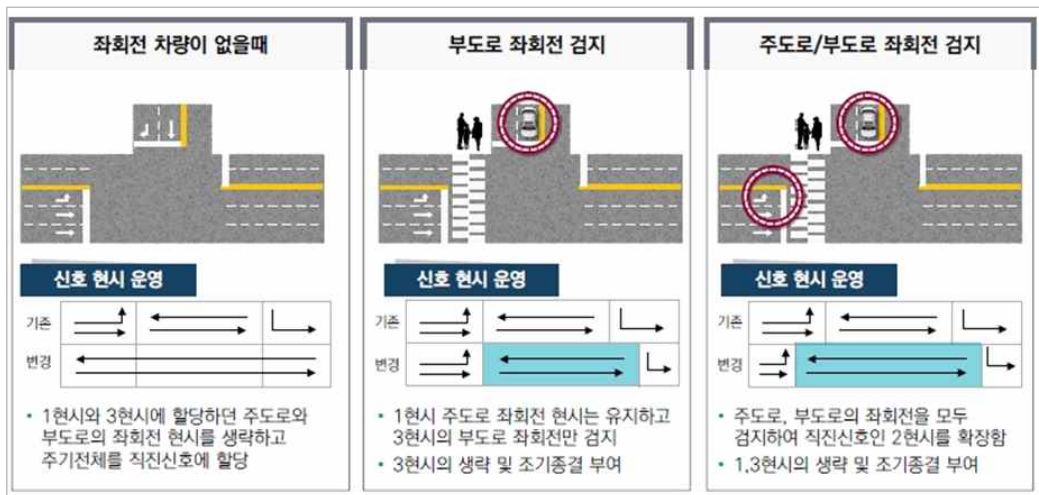 좌회전 차량이 없을때
신호 현시 운영
기존
변경
• 1현시와 3현시에 할당하던 주도로와
부도로의 좌회전 현시를 생략하고
주기전체를 직진신호에 할당
부도로 좌회전 검지
신호 현시 운영
기존
변경
• 1현시 주도로 좌회전 현시는 유지하고
3현시의 부도로 좌회전만 검지
• 3현시의 생략 및 조기종결 부여
주도로/부도로 좌회전 검지
신호 현시 운영
기존
변경
• 주도로, 부도로의 좌회전을 모두
검지하여 직진신호인 2현시를 확장함
• 1,3현시의 생략 및 조기종결 부여